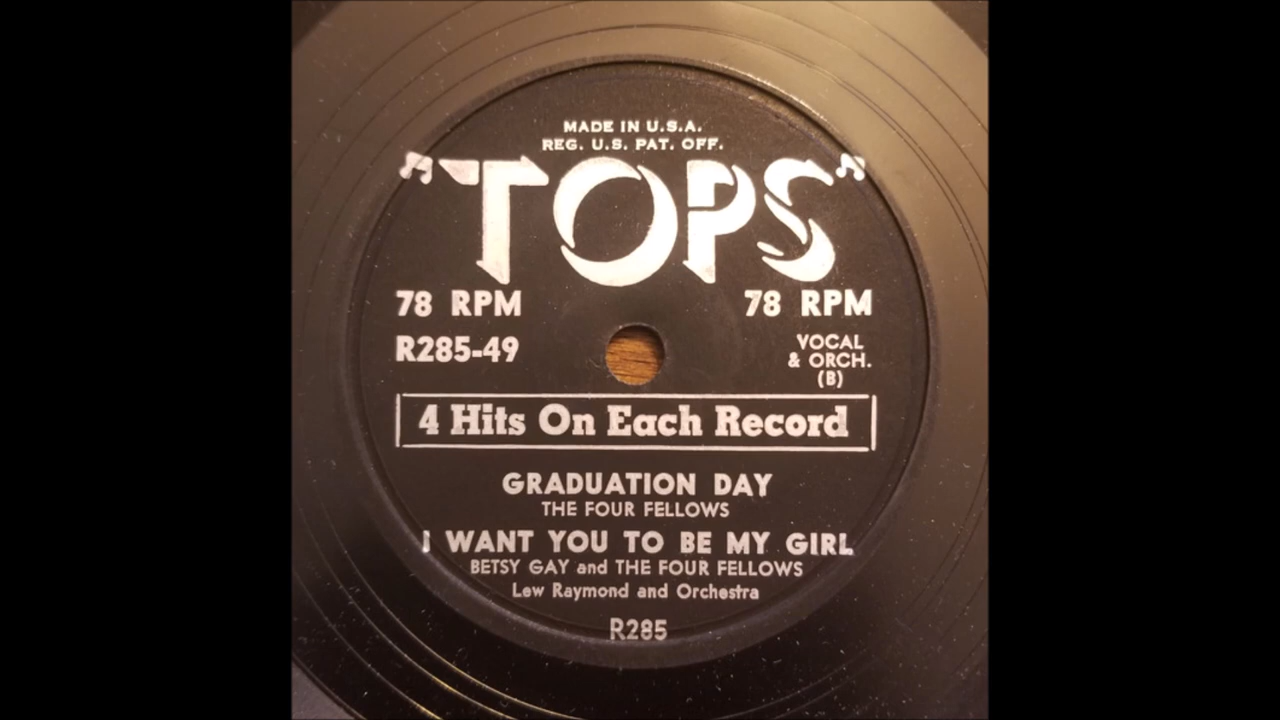 MADE IN U.S.A.
REG. U.S. PAT. OFF.
"TOPS"
78 RPM 78 RPM
R285-49 VOCAL
& ORCH.
(B)
4 Hits On Each Record
GRADUATION DAY
THE FOUR FELLOWS
I WANT YOU TO BE MY GIRL
BETSY GAY and THE FOUR FELLOWS
Lew Raymond and Orchestra
R285